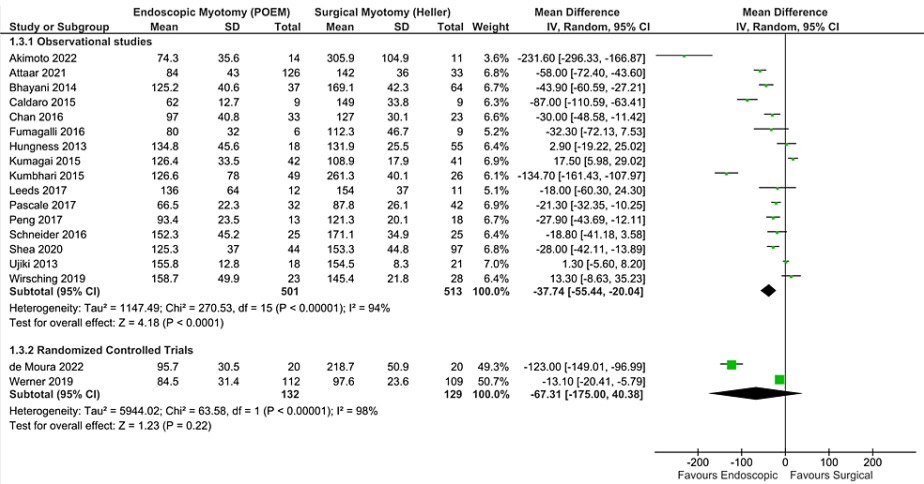 Endoscopic Myotomy (POEM) Surgical Myotomy (Heller) Mean Difference Mean Difference
Study or Subgroup Mean SD Total Mean SD Total Weight IV, Random, 95% CI IV, Random, 95% CI
1.3.1 Observational studies
Akimoto 2022 74.3 35.6 14 305.9 104.9 11 3.6% -231.60 [-296.33, -166.87]
Attaar 2021 84 43 126 142 36 33 6.7% -58.00 [-72.40, -43.60]
Bhayani 2014 125.2 40.6 37 169.1 42.3 64 6.7% -43.90 [-60.59, -27.21]
Caldaro 2015 62 12.7 9 149 33.8 9 6.3% -87.00 [-110.59, -63.41]
Chan 2016 97 40.8 33 127 30.1 23 6.6% -30.00 [-48.58, -11.42]
Fumagalli 2016 80 32 6 112.3 46.7 9 5.3% -32.30 [-72.13, 7.53]
Hungness 2013 134.8 45.6 18 131.9 25.5 55 6.4% 2.90 [-19.22, 25.02]
Kumagai 2015 126.4 33.5 42 108.9 17.9 41 6.8% 17.50 [5.98, 29.02]
Kumbhari 2015 126.6 78 49 261.3 40.1 26 6.1% -134.70 [-161.43, -107.97]
Leeds 2017 136 64 12 154 37 11 5.1% -18.00 [-60.30, 24.30]
Pascale 2017 66.5 22.3 32 87.8 26.1 42 6.9% -21.30 [-32.35, -10.25]
Peng 2017 93.4 23.5 13 121.3 20.1 18 6.7% -27.90 [-43.69, -12.11]
Schneider 2016 152.3 45.2 25 171.1 34.9 25 6.4% -18.80 [-41.18, 3.58]
Shea 2020 125.3 37 44 153.3 44.8 97 6.8% -28.00 [-42.11, -13.89]
Ujiki 2013 155.8 12.8 18 154.5 8.3 21 7.0% 1.30 [-5.60, 8.20]
Wirsching 2019 158.7 49.9 23 145.4 21.8 28 6.4% 13.30 [-8.63, 35.23]
Subtotal (95% CI) 501 513 100.0% -37.74 [-55.44, -20.04]
Heterogeneity: Tau² = 1147.49; Chi² = 270.53, df = 15 (P < 0.00001); I² = 94%
Test for overall effect: Z = 4.18 (P < 0.0001)
1.3.2 Randomized Controlled Trials
de Moura 2022 95.7 30.5 20 218.7 50.9 20 49.3% -123.00 [-149.01, -96.99]
Werner 2019 84.5 31.4 112 97.6 23.6 109 50.7% -13.10 [-20.41, -5.79]
Subtotal (95% CI) 132 129 100.0% -67.31 [-175.00, 40.38]
Heterogeneity: Tau² = 5944.02; Chi² = 63.58, df = 1 (P < 0.00001); I² = 98%
Test for overall effect: Z = 1.23 (P = 0.22)
-200 -100 0 100 200
Favours Endoscopic Favours Surgical